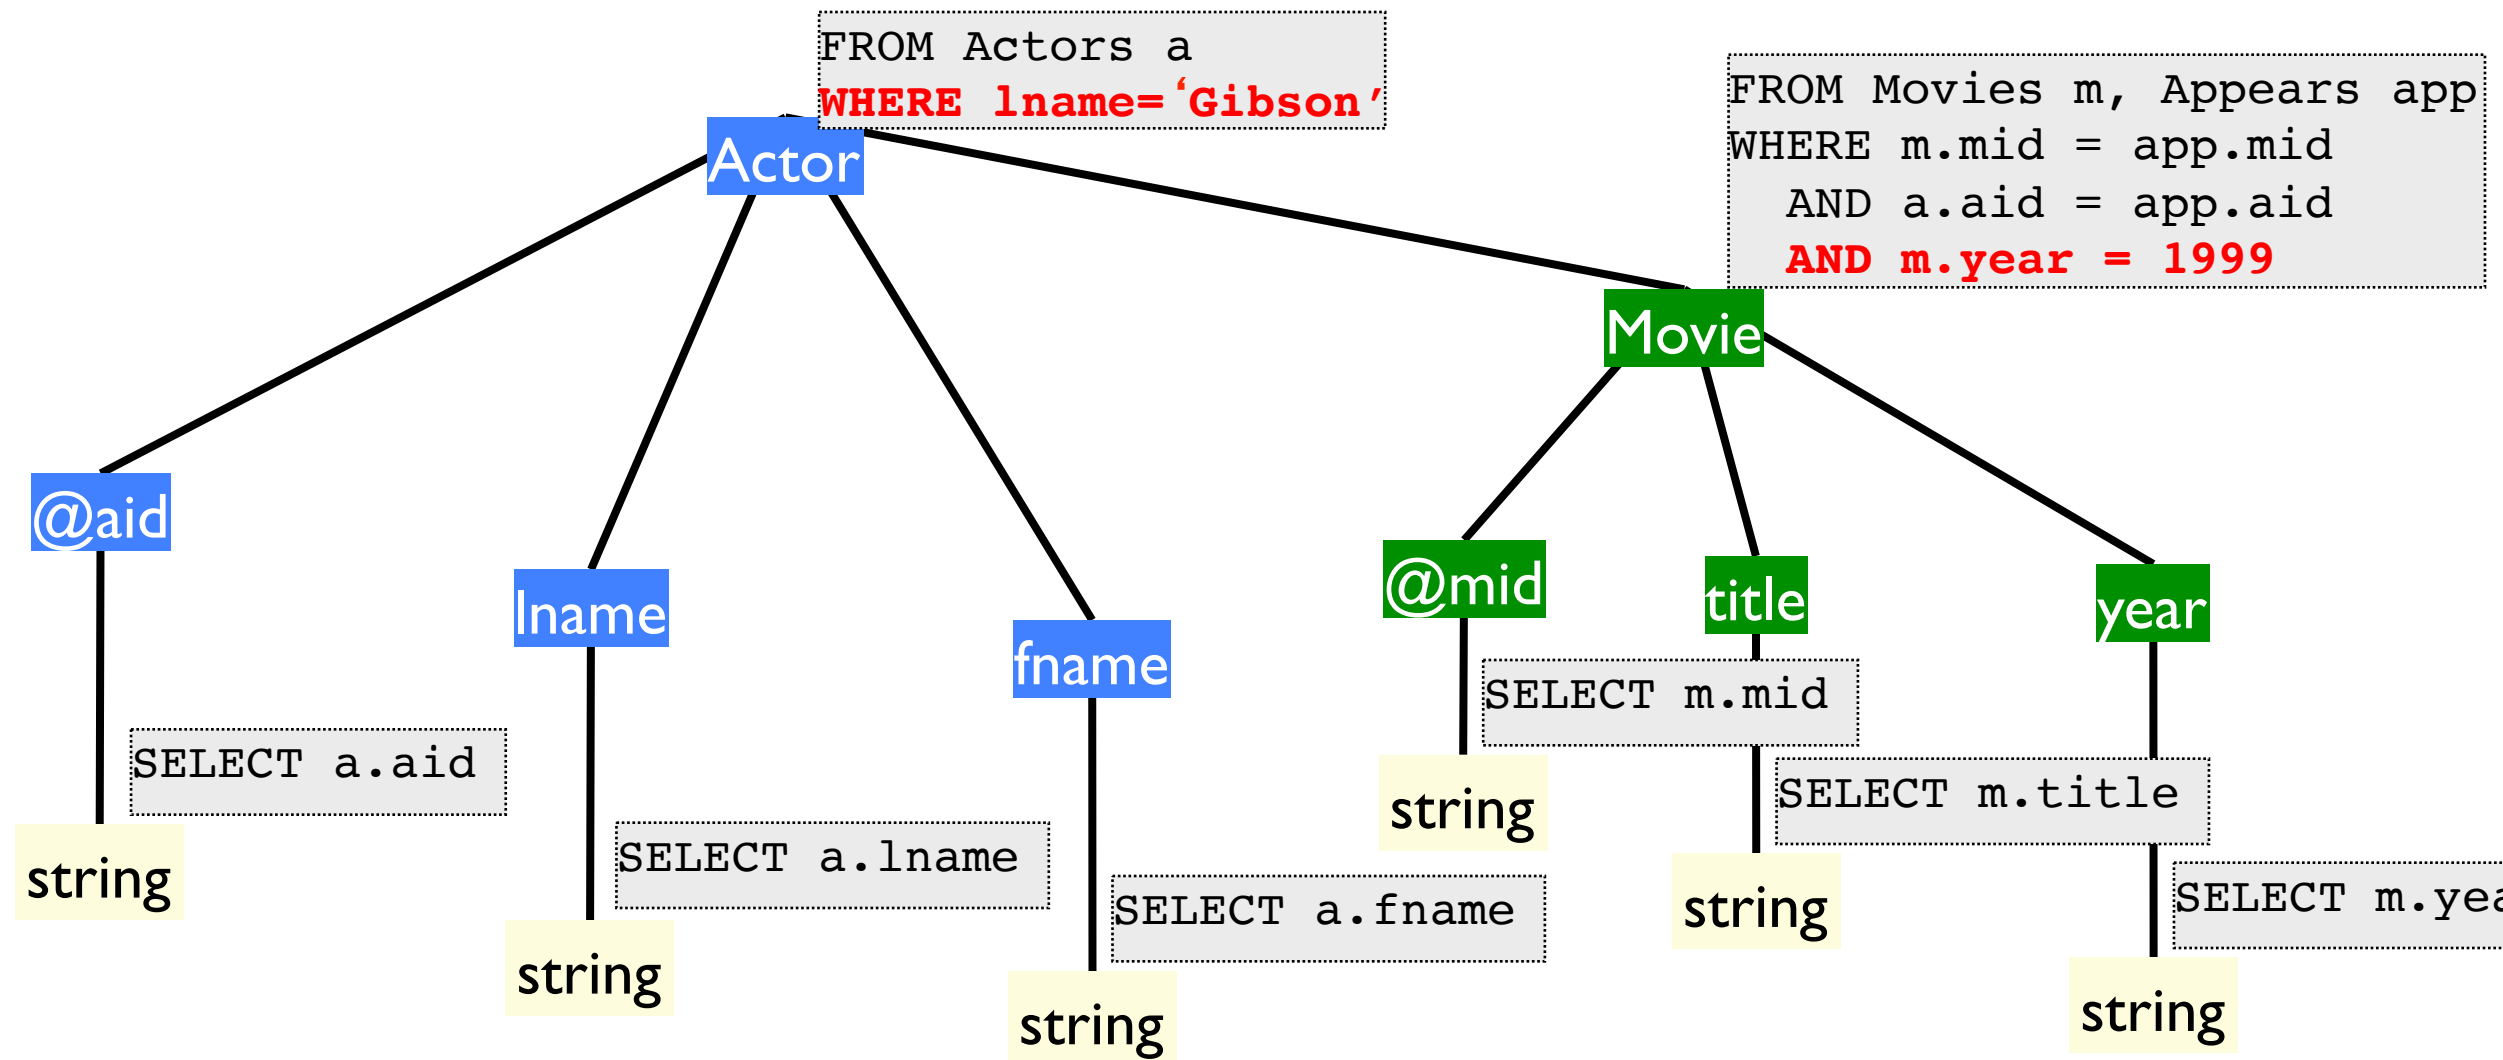 FROM Actors a
WHERE lname=‘Gibson’
FROM Movies m, Appears app
WHERE m.mid = app.mid
AND a.aid = app.aid
AND m.year = 1999
Actor
Movie
@aid
lname
fname
@mid
title
year
SELECT m.mid
SELECT a.aid
SELECT m.title
string
SELECT a.lname
string
SELECT a.fname
string
SELECT
string
string
string